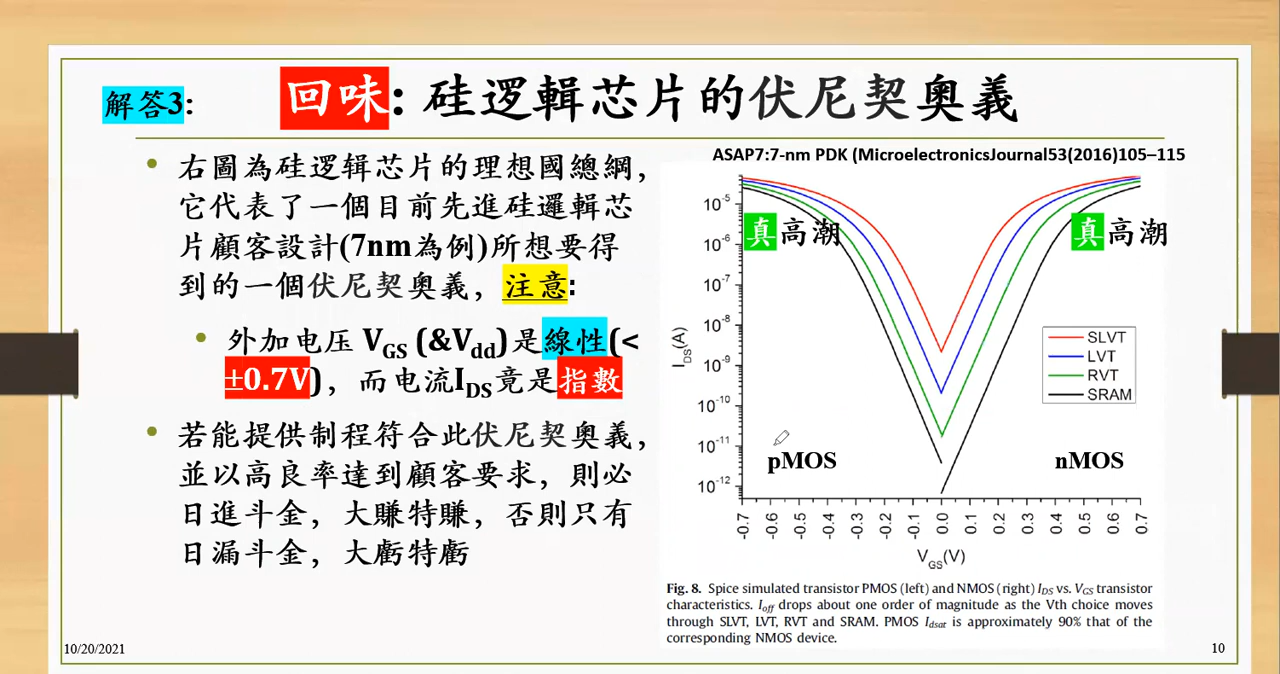 解答3:
回味: 硅逻輯芯片的伏尼契奥義
ASAP7:7-nm PDK (MicroelectronicsJournal53(2016)105–115
右圖為硅逻辑芯片的理想國總綱，
它代表了一個目前先進硅邏輯芯
片顧客設計(7nm為例)所想要得
到的一個伏尼契奥義，注意:
外加电压 VGS (&Vdd)是線性(<
±0.7V)，而电流IDS竟是指數
若能提供制程符合此伏尼契奥義，
並以高良率達到顧客要求，則必
日進斗金，大賺特賺，否則只有
日漏斗金，大虧特虧
真高潮
真高潮
10-5
10-6
10-7
10-8
10-9
10-10
10-11
10-12
IDS(A)
SLVT
LVT
RVT
SRAM
pMOS
nMOS
-0.7 -0.6 -0.5 -0.4 -0.3 -0.2 -0.1 0.0 0.1 0.2 0.3 0.4 0.5 0.6 0.7
VGS(V)
Fig. 8. Spice simulated transistor PMOS (left) and NMOS (right) IDS vs. VGS transistor
characteristics. Ioff drops about one order of magnitude as the Vth choice moves
through SLVT, LVT, RVT and SRAM. PMOS Idsat is approximately 90% that of the
corresponding NMOS device.
10/20/2021
10